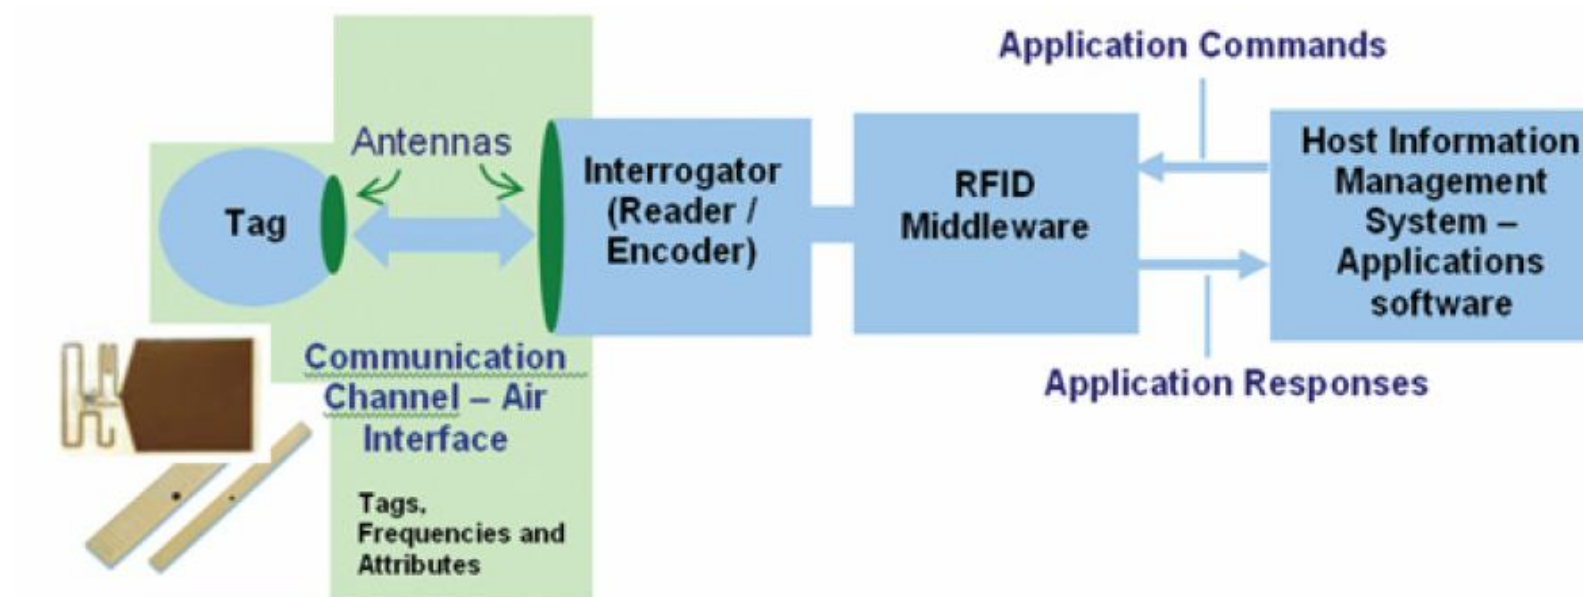 Application Commands
Antennas
Tag
Interrogator
(Reader /
Encoder)
RFID
Middleware
Host Information
Management
System –
Applications
software
Communication
Channel – Air
Interface
Application Responses
Tags,
Frequencies and
Attributes